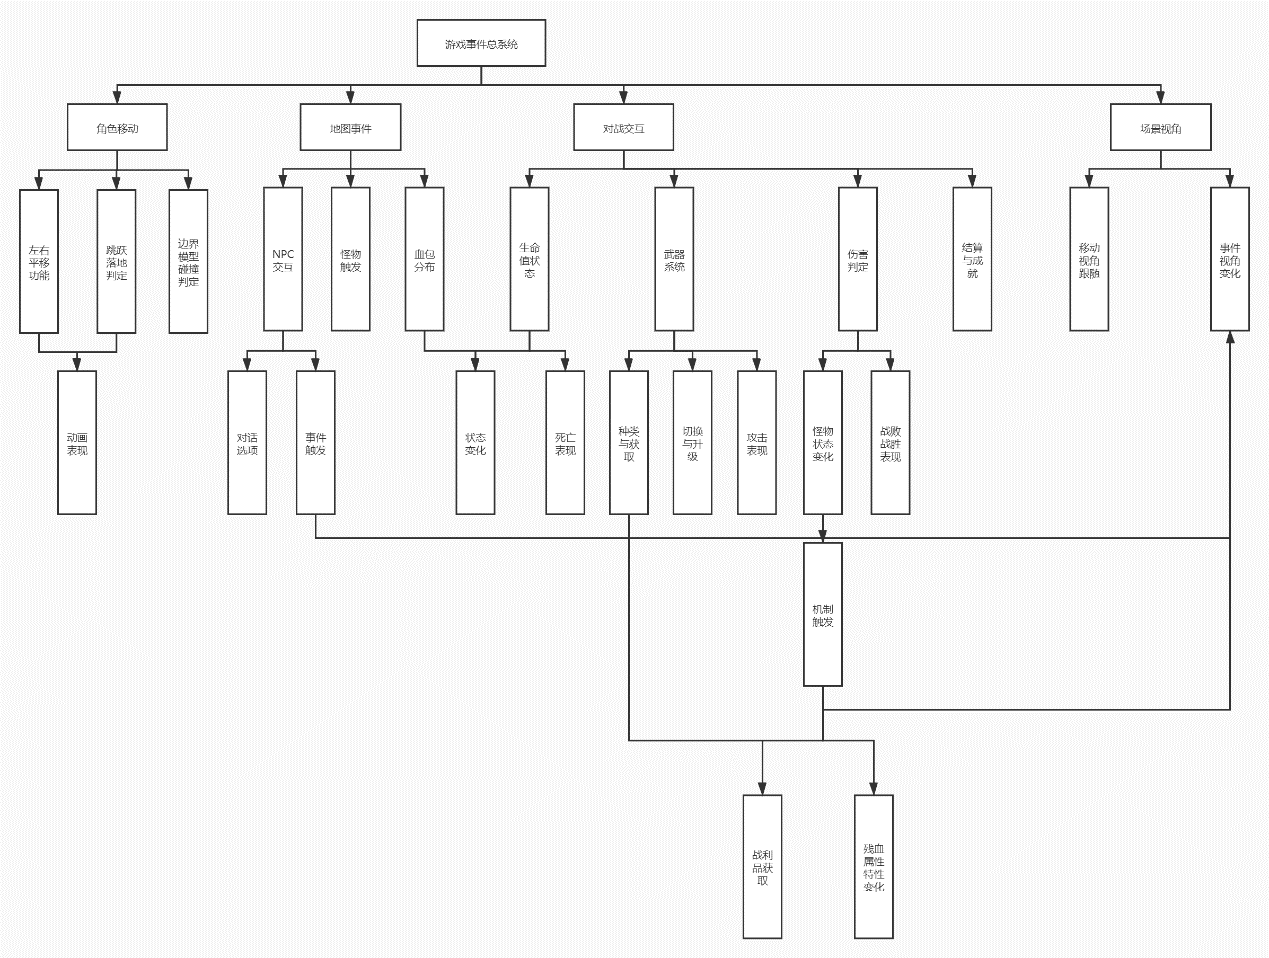 游戏事件总系统
角色移动
地图事件
对战交互
场景视角
左右
平移
功能
跳跃
落地
判定
边界
模型
碰撞
判定
NPC
交互
怪物
触发
血包
分布
生命
值状
态
武器
系统
伤害
判定
结算
与成
就
移动
视角
跟随
事件
视角
变化
动画
表现
对话
选项
事件
触发
状态
变化
死亡
表现
种类
与获
取
切换
与升
级
攻击
表现
怪物
状态
变化
战败
战胜
表现
机制
触发
战利
品获
取
残血
属性
特性
变化